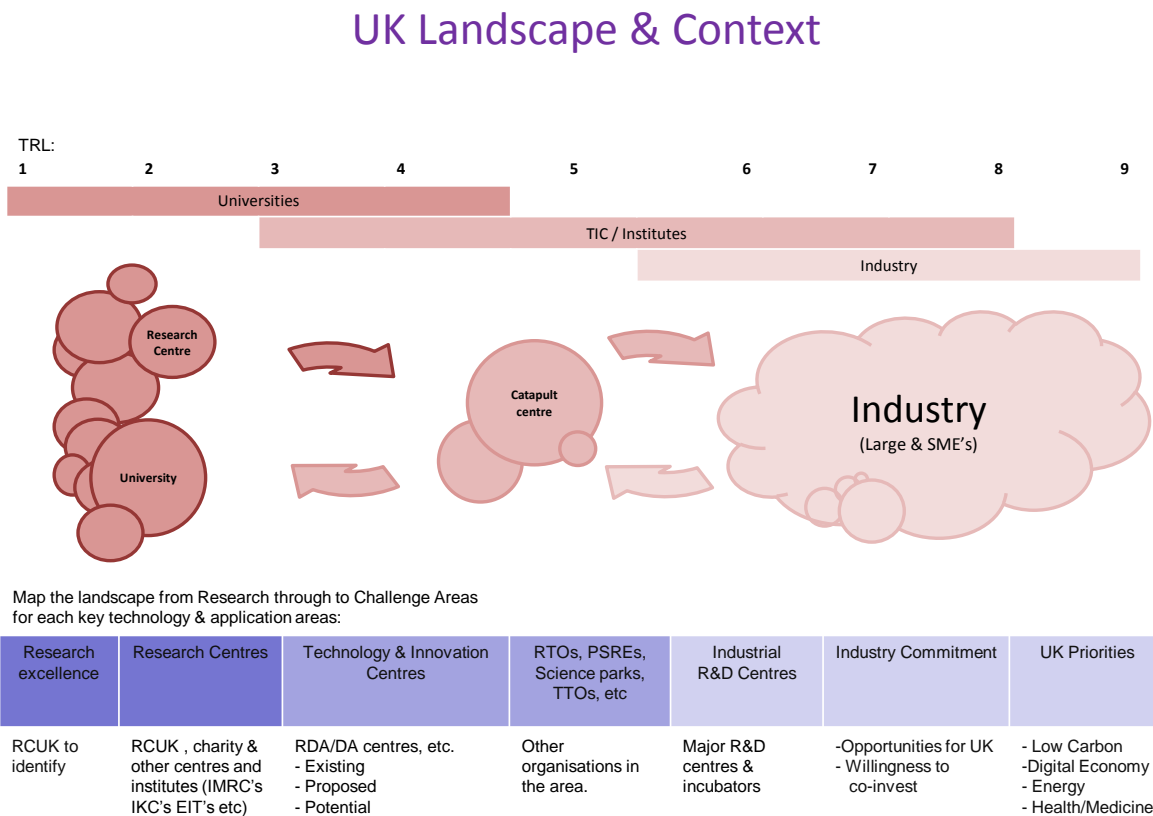 UK Landscape & Context
TRL:
1 2 3 4 5 6 7 8 9
Universities
TIC / Institutes
Industry
Research
Centre
University
Catapult
centre
Industry
(Large & SME's)
Map the landscape from Research through to Challenge Areas
for each key technology & application areas:
Research
excellence
Research Centres
Technology & Innovation
Centres
RTOs, PSREs,
Science parks,
TTOs, etc
Industrial
R&D Centres
Industry Commitment
UK Priorities
RCUK to
identify
RCUK , charity &
other centres and
institutes (IMRC's
IKC's EIT's etc)
RDA/DA centres, etc.
- Existing
- Proposed
- Potential
Other
organisations in
the area.
Major R&D
centres &
incubators
-Opportunities for UK
- Willingness to
co-invest
- Low Carbon
-Digital Economy
- Energy
- Health/Medicine